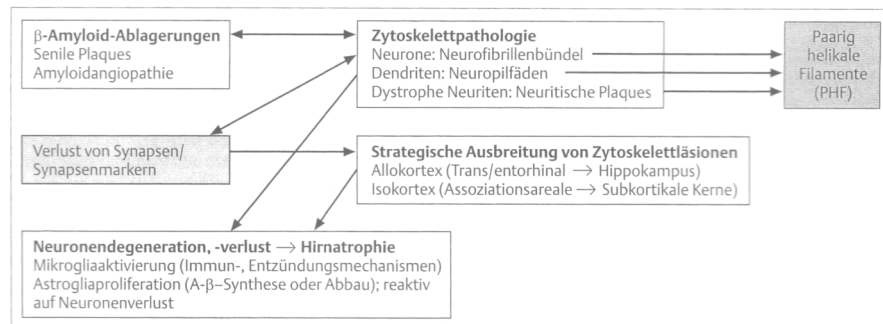 β-Amyloid-Ablagerungen
Senile Plaques
Amyloidangiopathie
Zytoskelettpathologie
Neurone: Neurofibrillenbündel
Dendriten: Neuropilfäden
Dystrophe Neuriten: Neuritische Plaques
Paarig
helikale
Filamente
(PHF)
Verlust von Synapsen/
Synapsenmarkern
Strategische Ausbreitung von Zytoskelettläsionen
Allokortex (Trans/entorhinal → Hippokampus)
Isokortex (Assoziationsareale → Subkortikale Kerne)
Neuronendegeneration, -verlust → Hirnatrophie
Mikrogliaaktivierung (Immun-, Entzündungsmechanismen)
Astrogliaproliferation (A-β–Synthese oder Abbau); reaktiv
auf Neuronenverlust